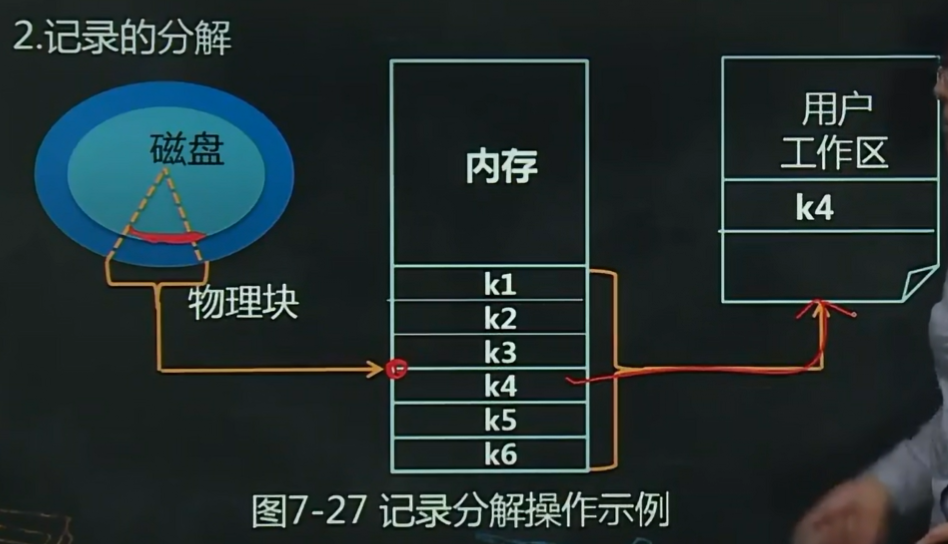 2.记录的分解
磁盘
物理块
内存
k1
k2
k3
k4
k5
k6
用户
工作区
k4
图7-27 记录分解操作示例